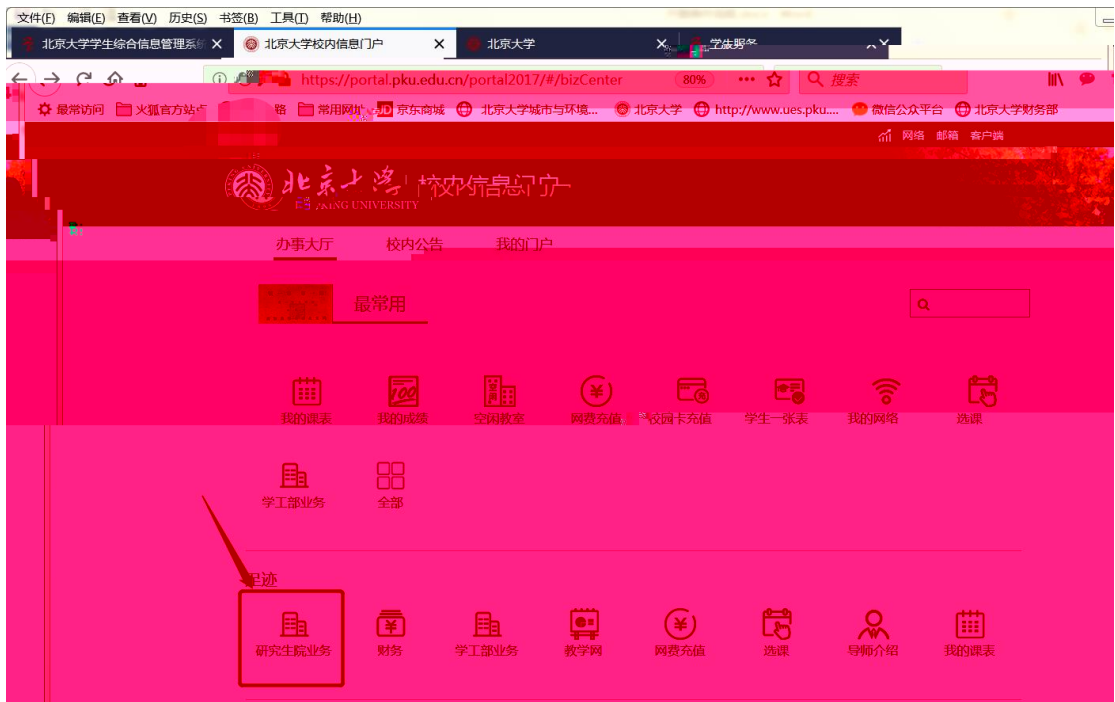 文件(F) 编辑(E) 查看(V) 历史(S) 书签(B) 工具(T) 帮助(H)
北京大学学生综合信息管理系统 × 北京大学校内信息门户 × 北京大学 × ×
https://portal.pku.edu.cn/portal2017/#/bizCenter 80% 搜索
最常访问 火狐官方站点 路 常用网址 JD 京东商城 北京大学城市与环境... 北京大学 http://www.ues.pku.... 微信公众平台 北京大学财务部
网络 邮箱 客户端
北京大学 校内信息门户
UNIVERSITY
办事大厅 校内公告 我的门户
最常用
我的课表 我的成绩 空闲教室 网费充值 校园卡充值 学生一张表 我的网络 选课
学工部业务 全部
足迹
研究生院业务 财务 学工部业务 教学网 网费充值 选课 导师介绍 我的课表